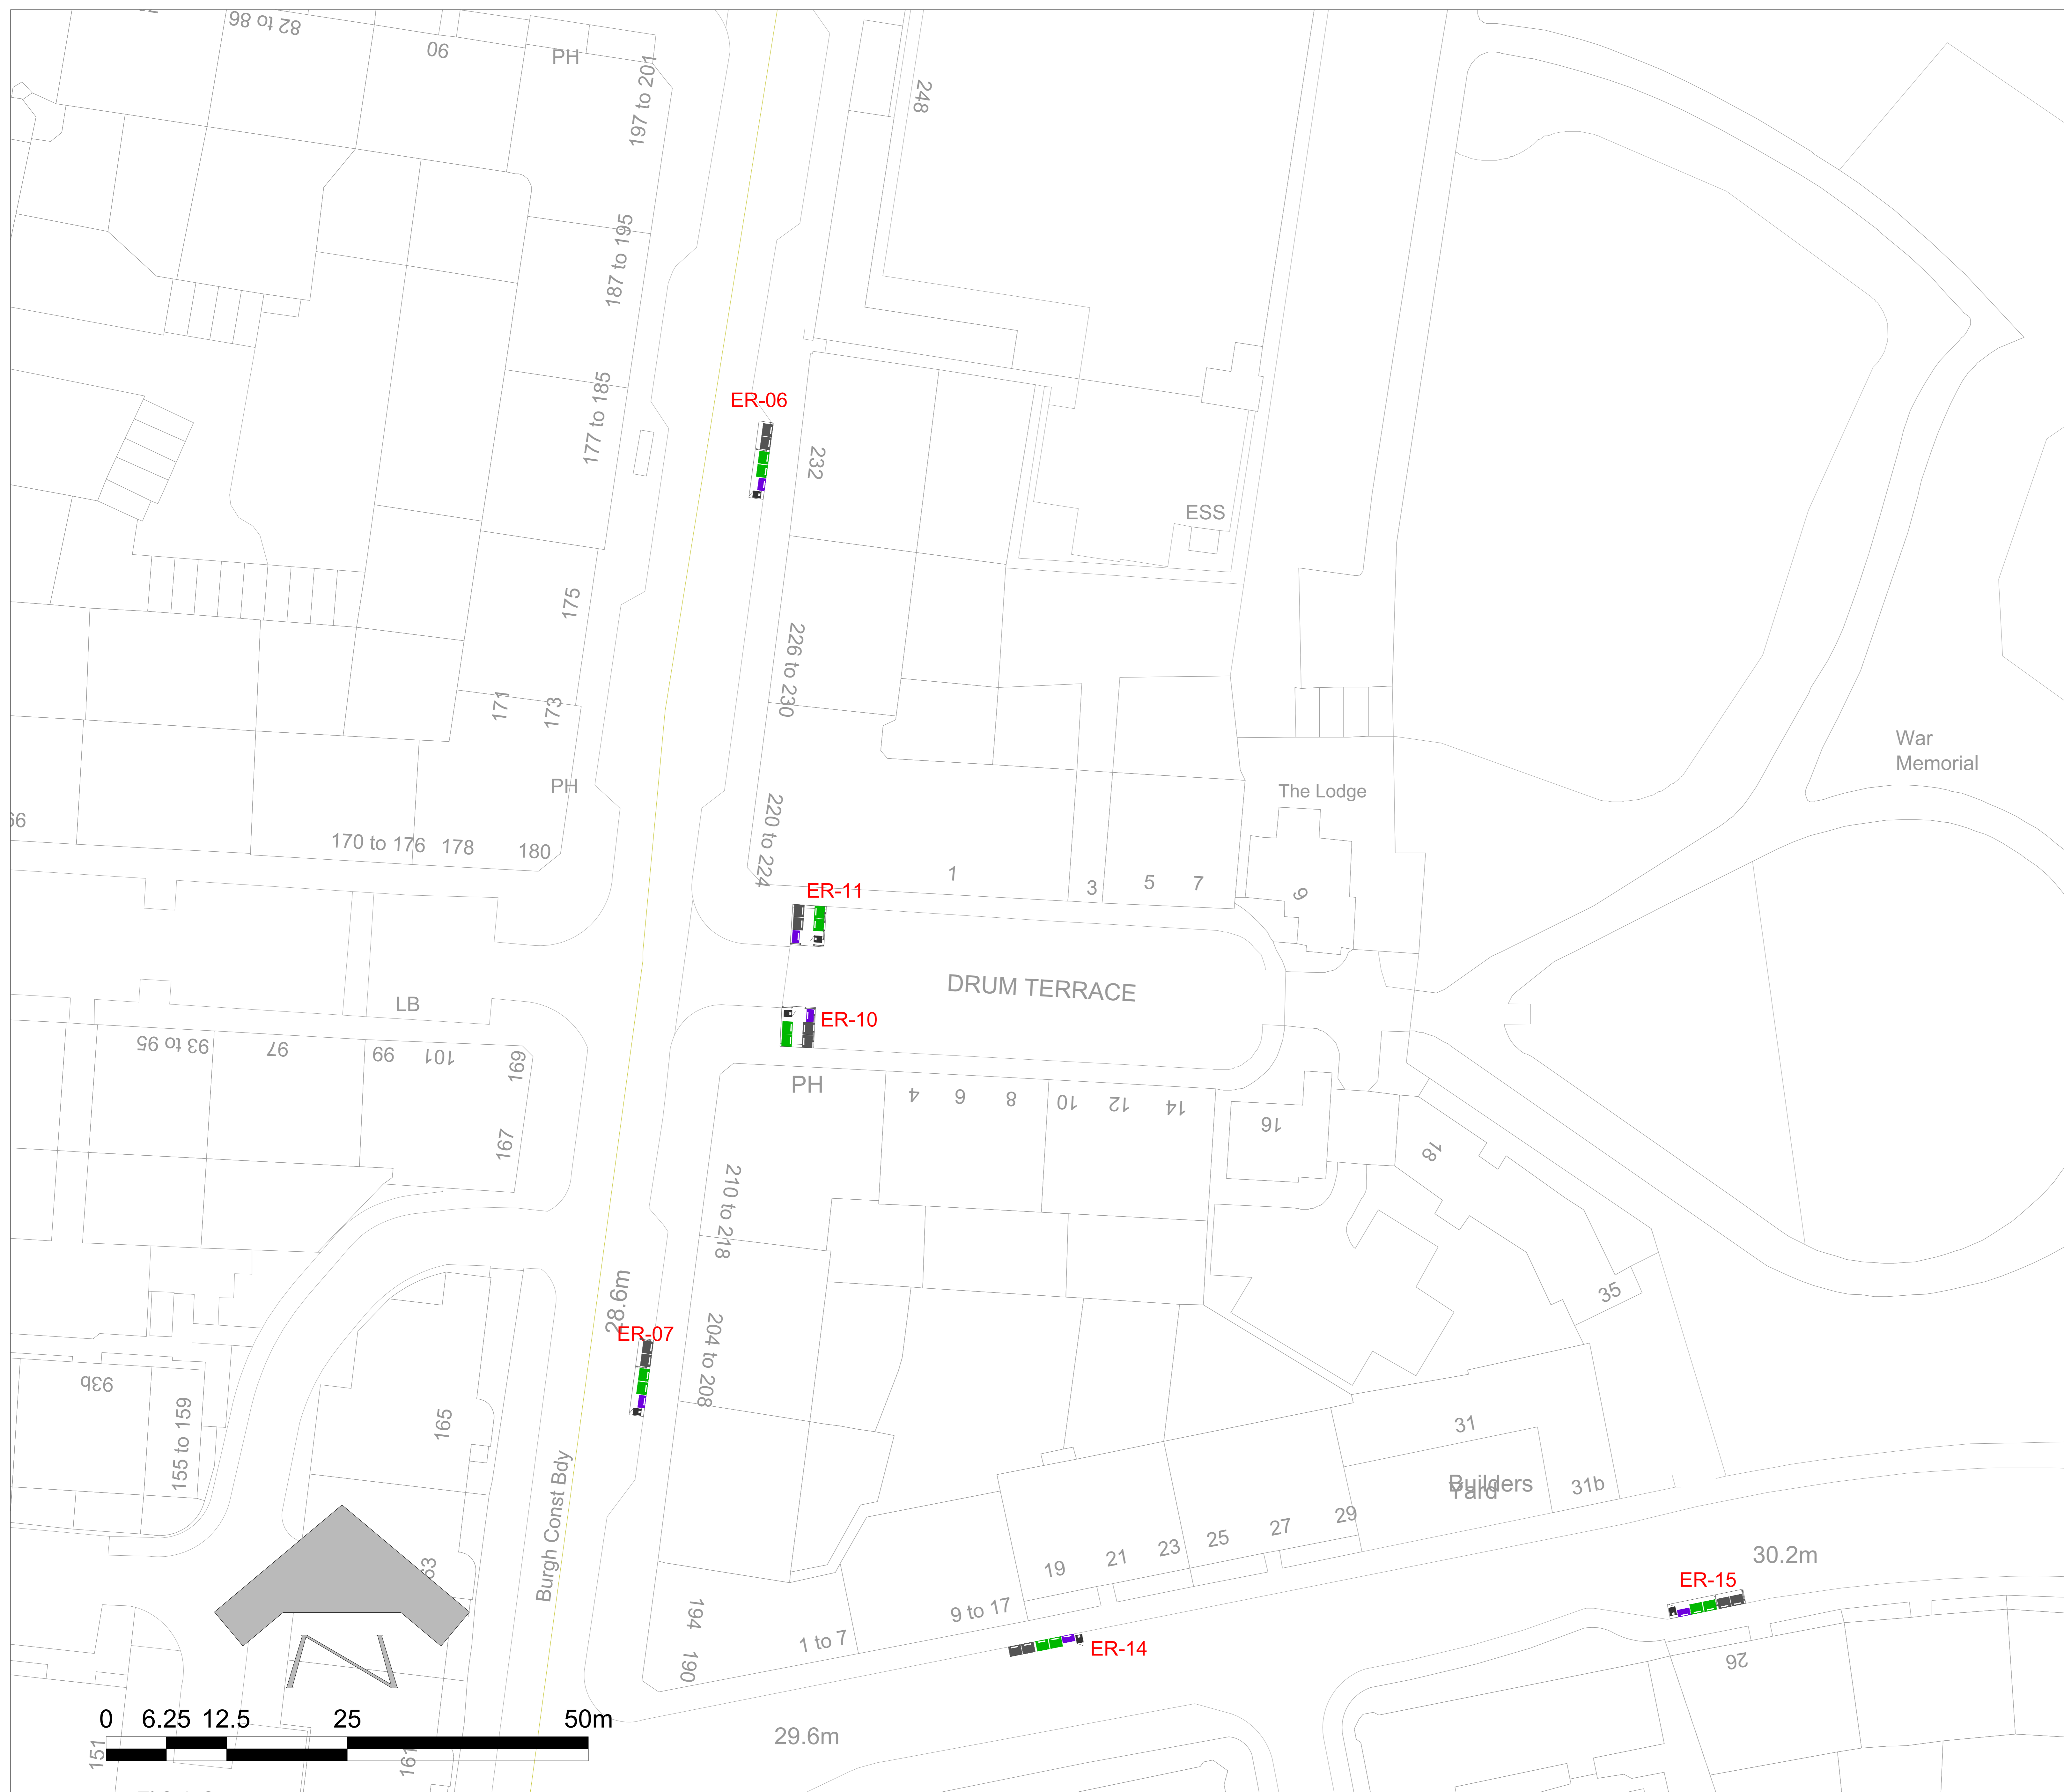 82 to 86
90
PH
197 to 201
248
187 to 195
ER-06
177 to 185
232
ESS
175
226 to 230
171
173
War
Memorial
PH
The Lodge
220 to 224
170 to 176
178
180
1
3
5
7
9
ER-11
DRUM TERRACE
LB
ER-10
93 to 95
97
99
101
169
PH
4
6
8
10
12
14
16
18
167
210 to 218
35
28.6m
ER-07
204 to 208
93b
155 to 159
165
31
Builders
Yard
31b
29
27
25
23
21
19
Burgh Const Bdy
30.2m
ER-15
194
9 to 17
1 to 7
ER-14
190
26
N
0
6.25
12.5
25
50m
29.6m
151
161